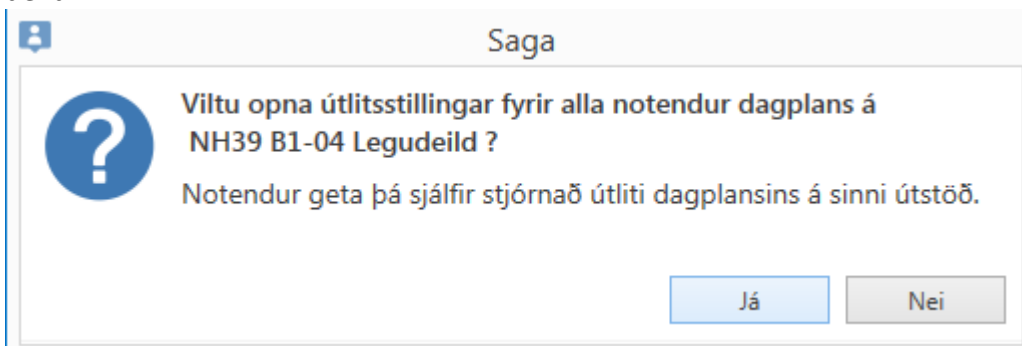 Saga
Viltu opna útlitsstillingar fyrir alla notendur dagplans á
NH39 B1-04 Legudeild ?
Notendur geta þá sjálfir stjórnað útliti dagplansins á sinni útstöð.
Já
Nei